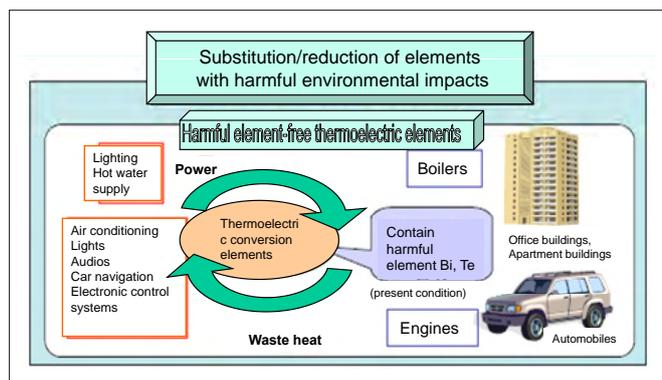 Substitution/reduction of elements
with harmful environmental impacts
Harmful element-free thermoelectric elements
Lighting
Hot water
supply
Power
Boilers
Air conditioning
Lights
Audios
Car navigation
Electronic control
systems
Thermoelectri
c conversion
elements
Contain
harmful
element Bi, Te
(present condition)
Office buildings,
Apartment buildings
Waste heat
Engines
Automobiles